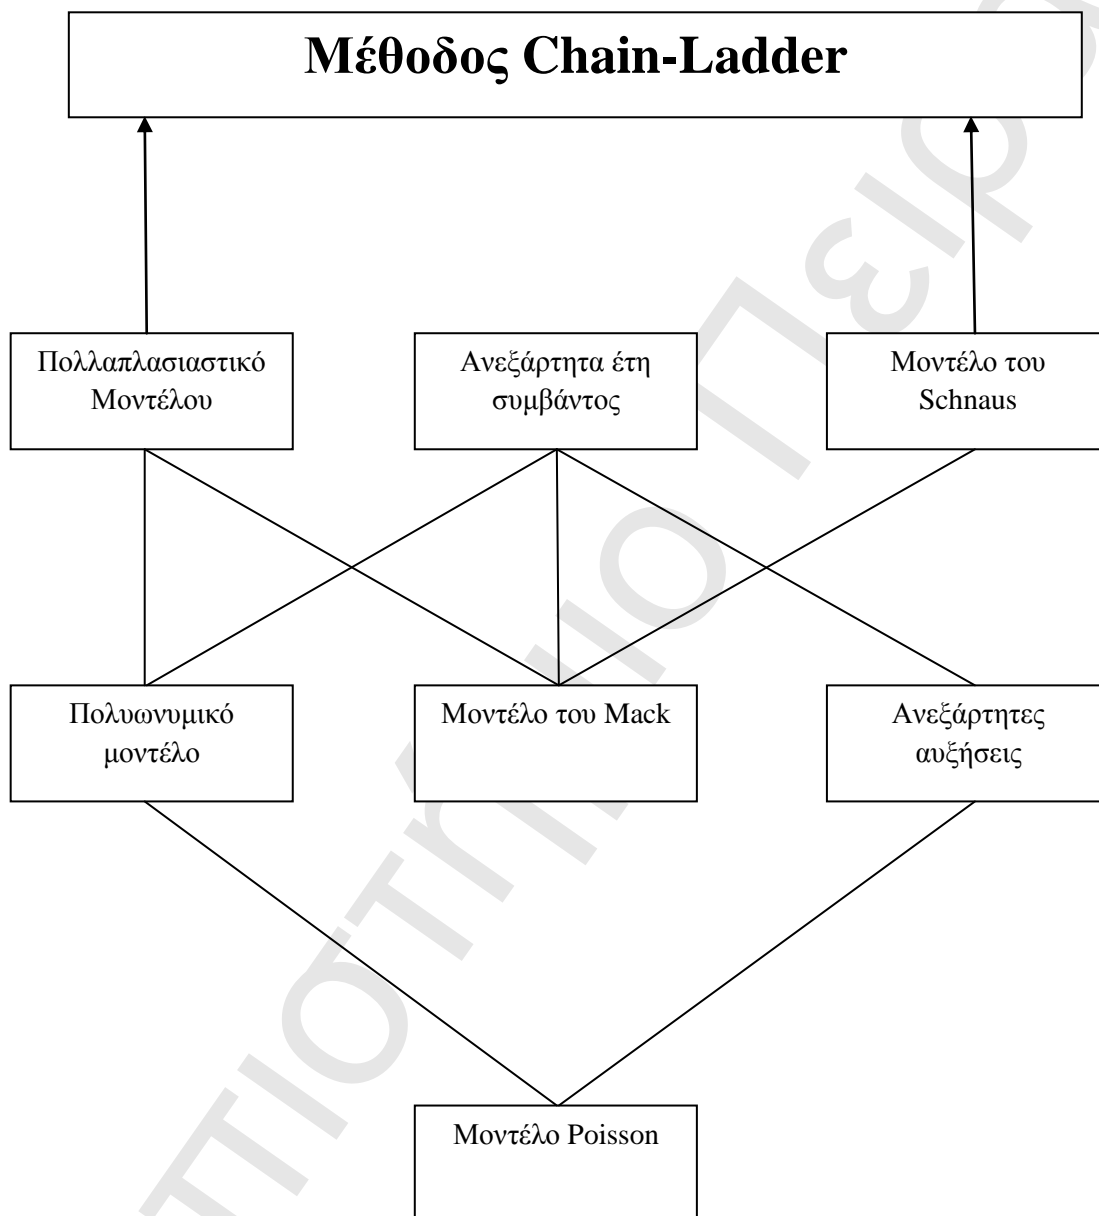 Μέθοδος Chain-Ladder
Πολλαπλασιαστικό
Μοντέλου
Ανεξάρτητα έτη
συμβάντος
Μοντέλο του
Schnaus
Πολυωνυμικό
μοντέλο
Μοντέλο του Mack
Ανεξάρτητες
αυξήσεις
Μοντέλο Poisson